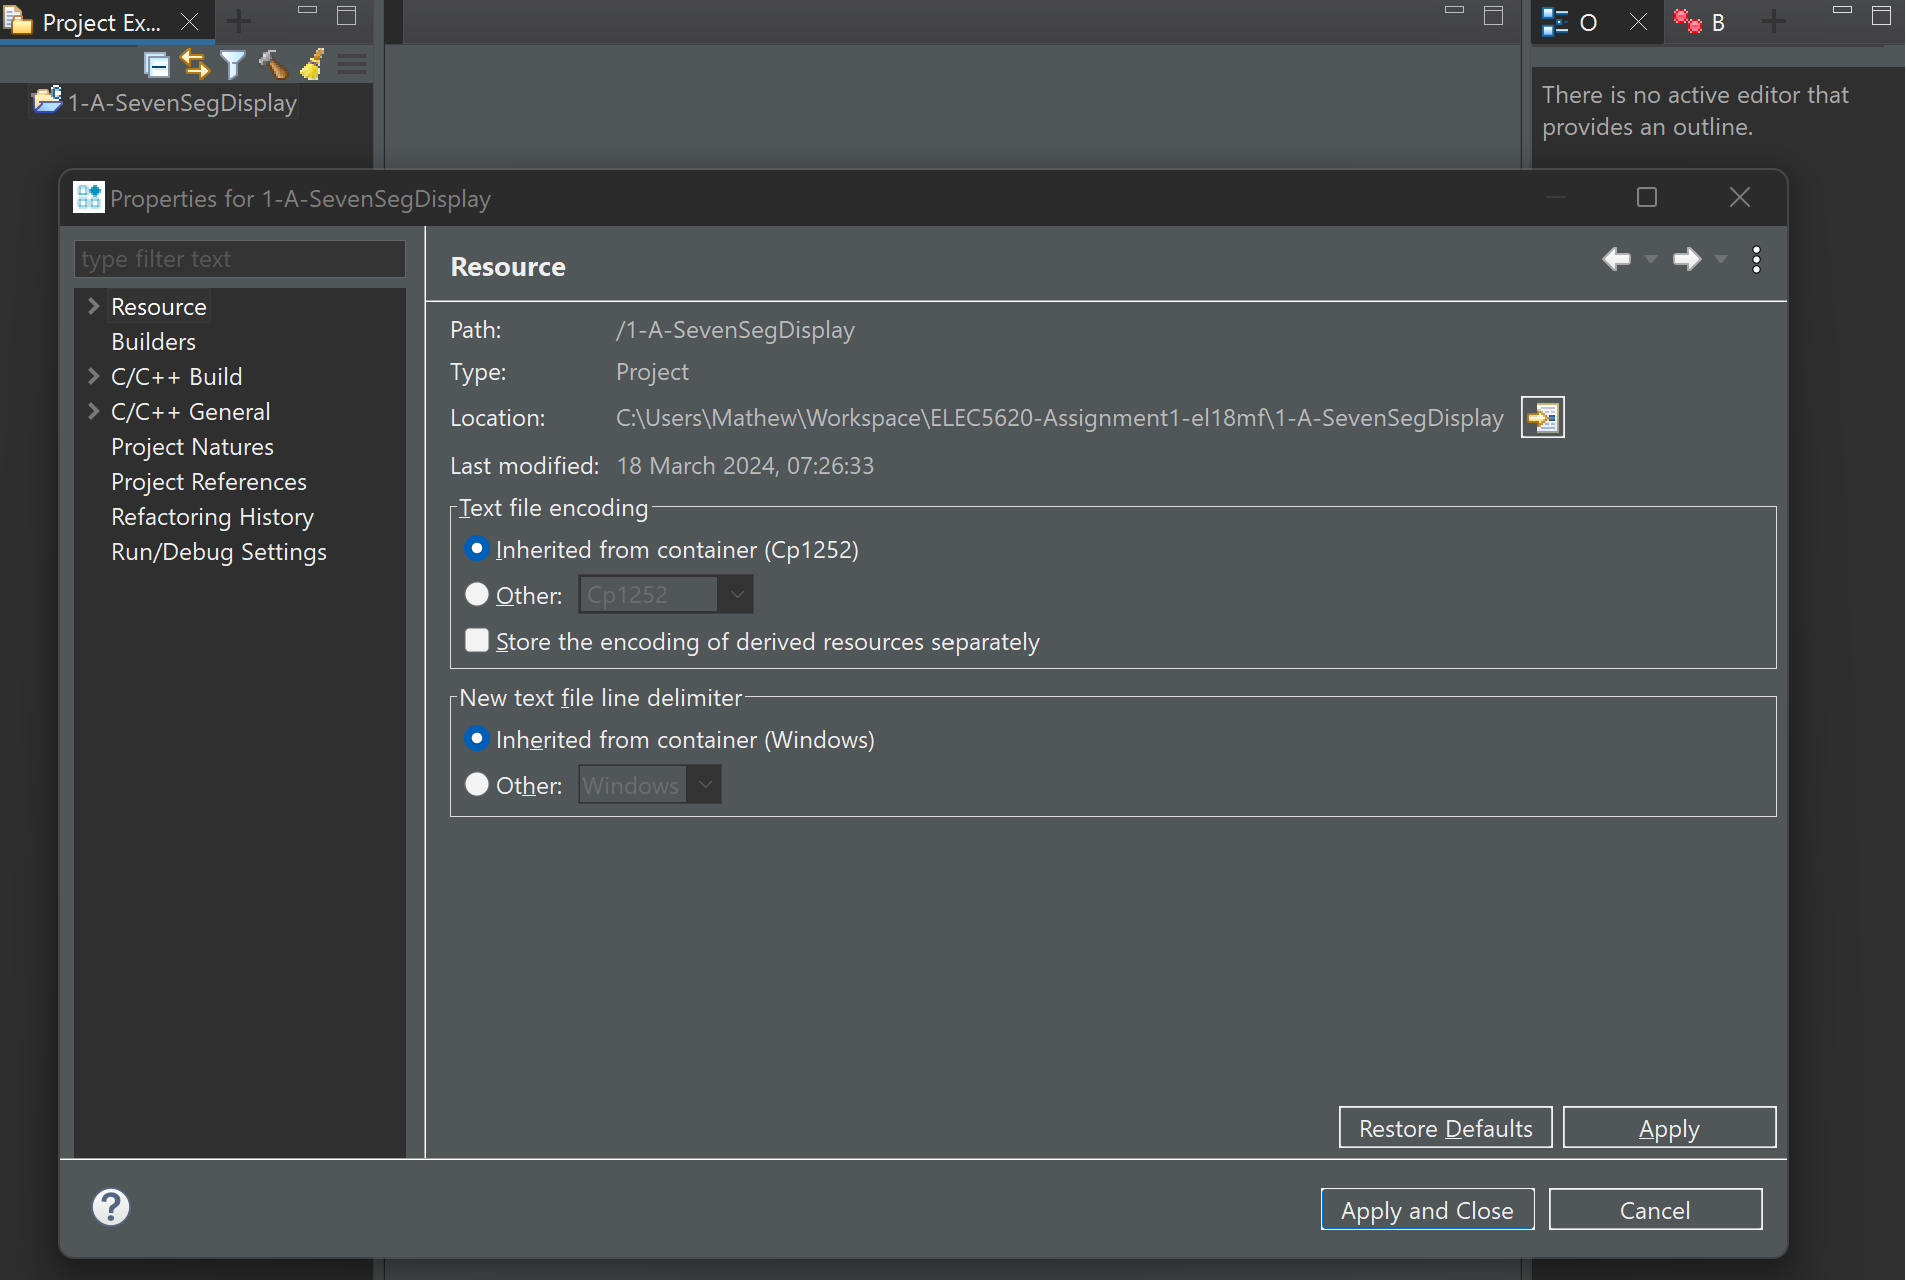 Project Ex...
O
B
1-A-SevenSegDisplay
There is no active editor that
provides an outline.
Properties for 1-A-SevenSegDisplay
type filter text
Resource
Builders
C/C++ Build
C/C++ General
Project Natures
Project References
Refactoring History
Run/Debug Settings
Resource
Path: /1-A-SevenSegDisplay
Type: Project
Location: C:\Users\Mathew\Workspace\ELEC5620-Assignment1-el18mf\1-A-SevenSegDisplay
Last modified: 18 March 2024, 07:26:33
Text file encoding
Inherited from container (Cp1252)
Other: Cp1252
Store the encoding of derived resources separately
New text file line delimiter
Inherited from container (Windows)
Other: Windows
Restore Defaults
Apply
Apply and Close
Cancel